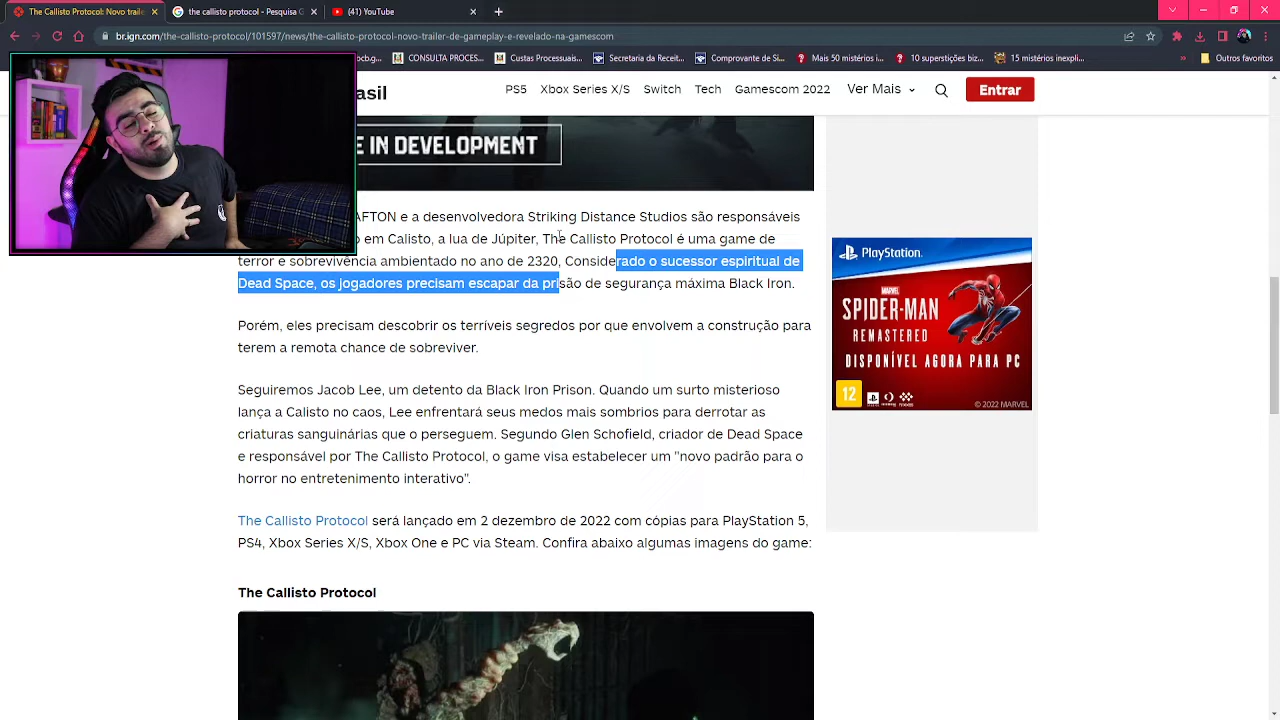 The Callisto Protocol: Novo traile
the callisto protocol - Pesquisa G
(41) YouTube
br.ign.com/the-callisto-protocol/101597/news/the-callisto-protocol-novo-trailer-de-gameplay-e-revelado-na-gamescom
ocb.g...
CONSULTA PROCES...
Custas Processuais...
Secretaria da Receit...
Comprovante de Si...
Mais 50 mistérios i...
10 superstições biz...
15 mistérios inexpli...
»
Outros favoritos
asil
PS5
Xbox Series X/S
Switch
Tech
Gamescom 2022
Ver Mais
Entrar
E IN DEVELOPMENT
AFTON e a desenvolvedora Striking Distance Studios são responsáveis
o em Calisto, a lua de Júpiter, The Callisto Protocol é uma game de
terror e sobrevivência ambientado no ano de 2320, Considerado o sucessor espiritual de
Dead Space, os jogadores precisam escapar da prisão de segurança máxima Black Iron.
Porém, eles precisam descobrir os terríveis segredos por que envolvem a construção para
terem a remota chance de sobreviver.
Seguiremos Jacob Lee, um detento da Black Iron Prison. Quando um surto misterioso
lança a Calisto no caos, Lee enfrentará seus medos mais sombrios para derrotar as
criaturas sanguinárias que o perseguem. Segundo Glen Schofield, criador de Dead Space
e responsável por The Callisto Protocol, o game visa estabelecer um "novo padrão para o
horror no entretenimento interativo".
The Callisto Protocol será lançado em 2 dezembro de 2022 com cópias para PlayStation 5,
PS4, Xbox Series X/S, Xbox One e PC via Steam. Confira abaixo algumas imagens do game:
The Callisto Protocol
PlayStation.
MARVEL
SPIDER-MAN
REMASTERED
DISPONÍVEL AGORA PARA PC
12
© 2022 MARVEL